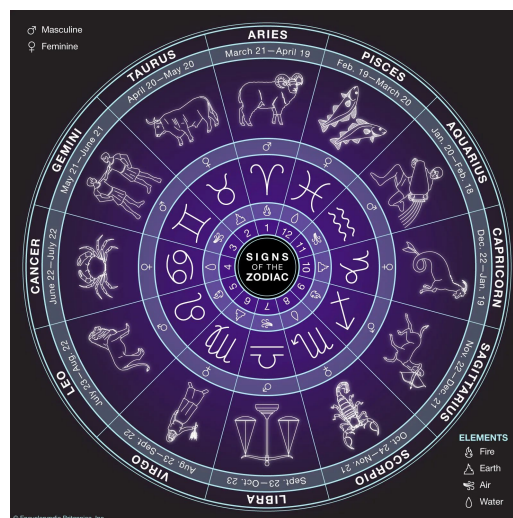 ♂ Masculine
♀ Feminine
ARIES
March 21—April 19
PISCES
Feb. 19—March 20
AQUARIUS
Jan. 20—Feb. 18
CAPRICORN
Dec. 22—Jan. 19
SAGITTARIUS
Nov. 22—Dec. 21
SCORPIO
Oct. 24—Nov. 21
LIBRA
Sept. 23—Oct. 23
VIRGO
Aug. 23—Sept. 22
LEO
July 23—Aug. 22
CANCER
June 22—July 22
GEMINI
May 21—June 21
TAURUS
April 20—May 20
1
12
11
10
9
8
7
6
5
4
3
2
SIGNS
OF THE
ZODIAC
ELEMENTS
Fire
Earth
Air
Water
© Encyclopædia Britannica, Inc.